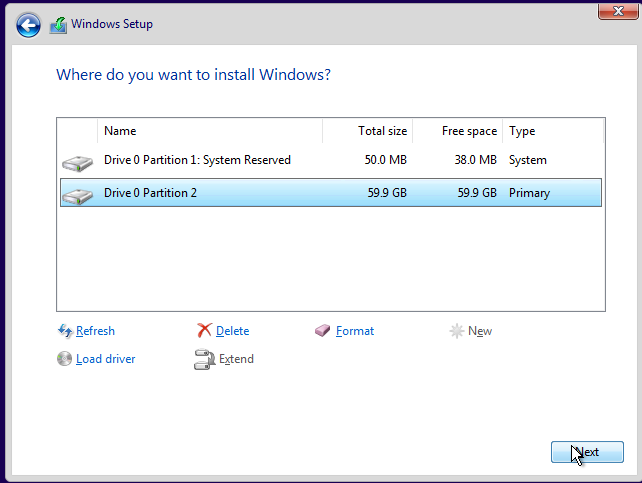 Windows Setup
Where do you want to install Windows?
Name Total size Free space Type
Drive 0 Partition 1: System Reserved 50.0 MB 38.0 MB System
Drive 0 Partition 2 59.9 GB 59.9 GB Primary
Refresh Delete Format New
Load driver Extend
Next